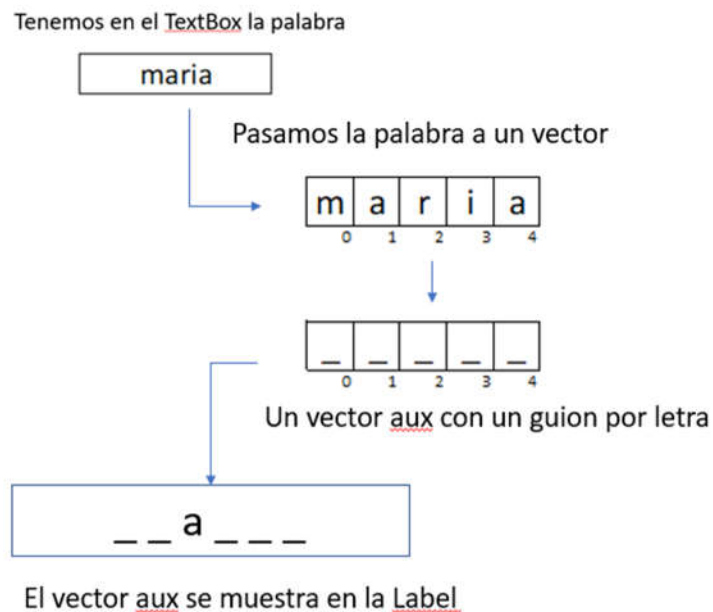 Tenemos en el TextBox la palabra
maria
Pasamos la palabra a un vector
m a r i a
0 1 2 3 4
_ _ _ _ _
0 1 2 3 4
Un vector aux con un guion por letra
_ _ a _ _ _
El vector aux se muestra en la Label